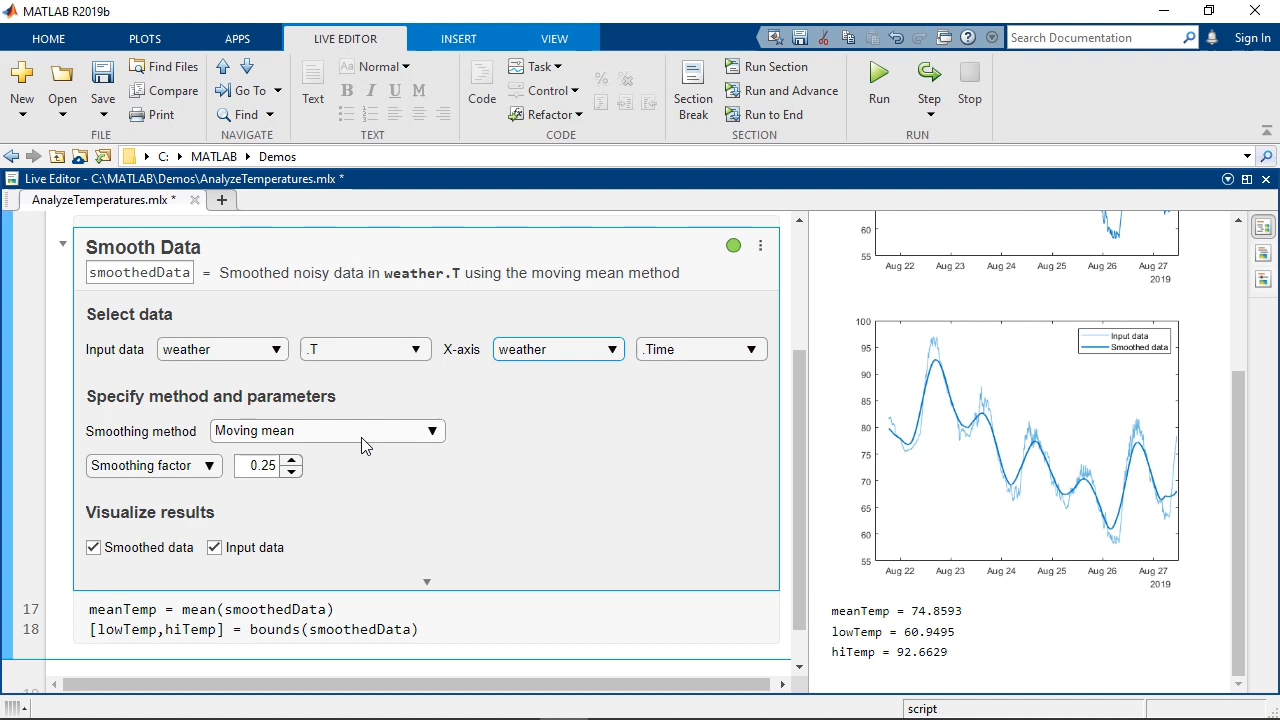 MATLAB R2019b
HOME PLOTS APPS LIVE EDITOR INSERT VIEW Search Documentation Sign In
New Open Save Find Files Compare Print
FILE
Go To Find
NAVIGATE
Text Aa Normal B I U M
TEXT
Code Task Control Refactor
CODE
Section Break Run Section Run and Advance Run to End
SECTION
Run Step Stop
RUN
C: MATLAB Demos
Live Editor - C:\MATLAB\Demos\AnalyzeTemperatures.mlx *
AnalyzeTemperatures.mlx * +
Smooth Data
smoothedData = Smoothed noisy data in weather.T using the moving mean method
Select data
Input data weather .T X-axis weather .Time
Specify method and parameters
Smoothing method Moving mean
Smoothing factor 0.25
Visualize results
Smoothed data Input data
17 meanTemp = mean(smoothedData)
18 [lowTemp,hiTemp] = bounds(smoothedData)
60
55
Aug 22 Aug 23 Aug 24 Aug 25 Aug 26 Aug 27
2019
100
95
90
85
80
75
70
65
60
55
Input data
Smoothed data
Aug 22 Aug 23 Aug 24 Aug 25 Aug 26 Aug 27
2019
meanTemp = 74.8593
lowTemp = 60.9495
hiTemp = 92.6629
script